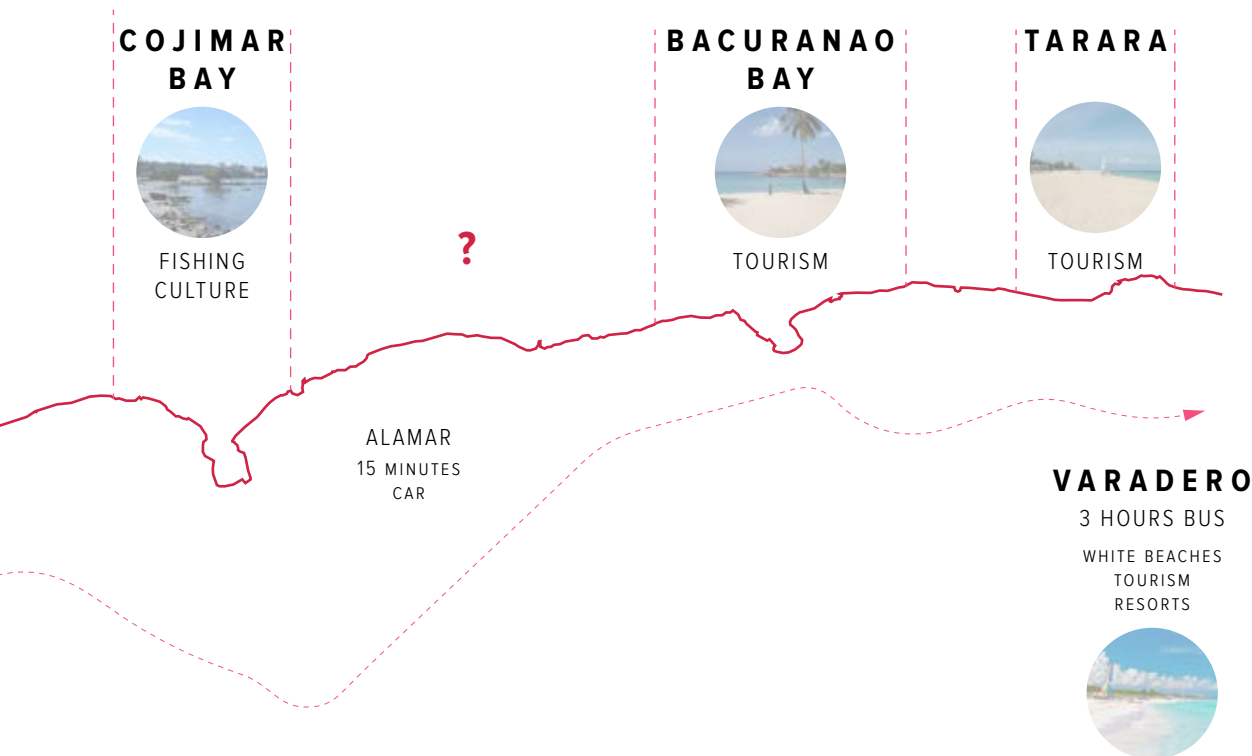 COJIMAR
BAY
FISHING
CULTURE
?
BACURANAO
BAY
TOURISM
TARARA
TOURISM
ALAMAR
15 MINUTES
CAR
VARADERO
3 HOURS BUS
WHITE BEACHES
TOURISM
RESORTS